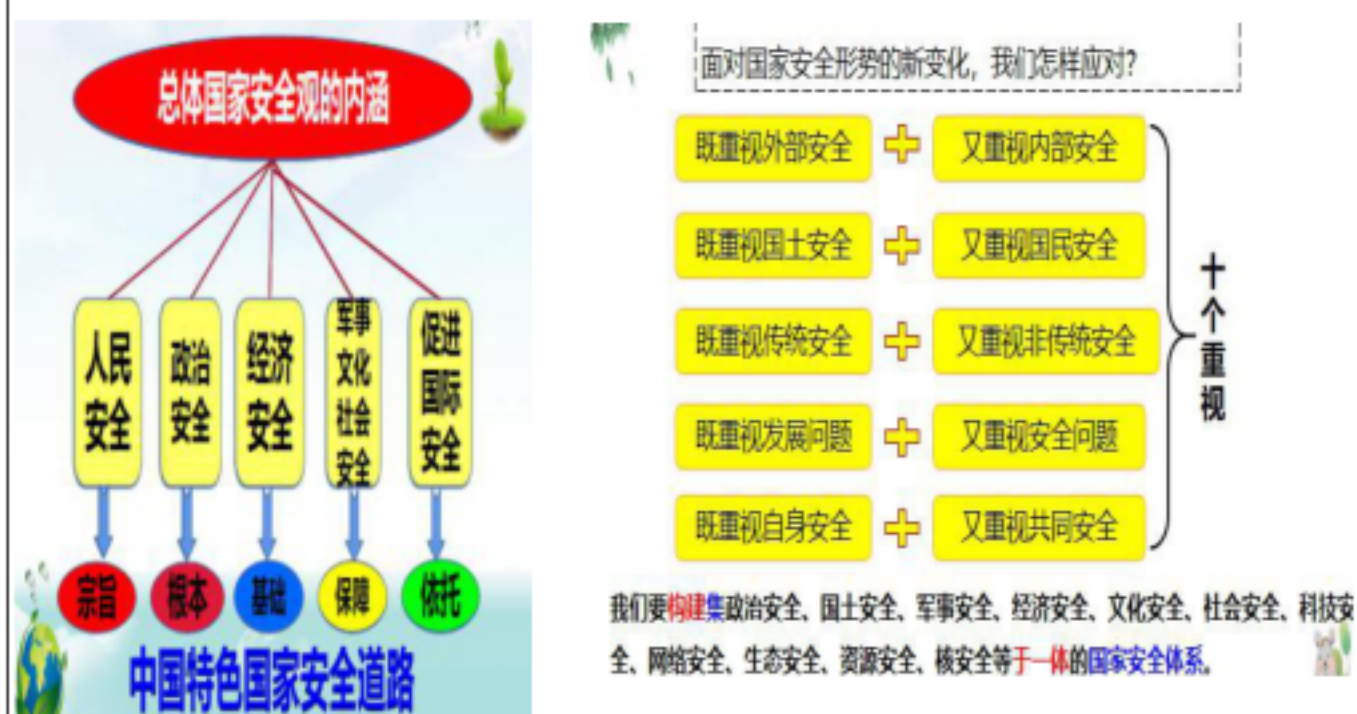 总体国家安全观的内涵
人民安全
政治安全
经济安全
军事文化社会安全
促进国际安全
宗旨
根本
基础
保障
依托
中国特色国家安全道路
面对国家安全形势的新变化，我们怎样应对?
既重视外部安全
又重视内部安全
既重视国土安全
又重视国民安全
既重视传统安全
又重视非传统安全
既重视发展问题
又重视安全问题
既重视自身安全
又重视共同安全
十个重视
我们要构建集政治安全、国土安全、军事安全、经济安全、文化安全、社会安全、科技安
全、网络安全、生态安全、资源安全、核安全等于一体的国家安全体系。